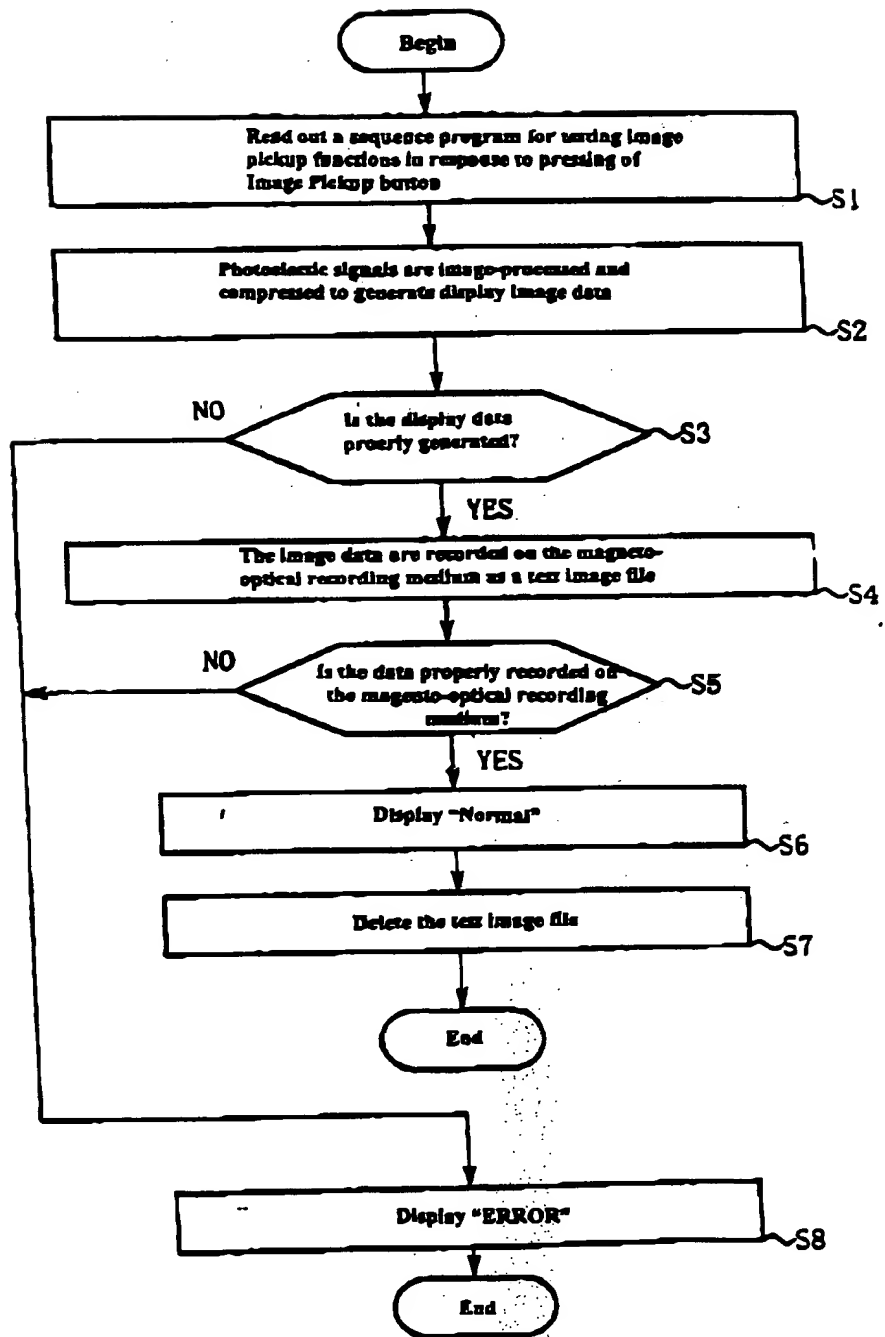 Begin
Read out a sequence program for testing image
pickup functions in response to pressing of
Image Pickup button
S1
Photoelectric signals are image-processed and
compressed to generate display image data
S2
NO
Is the display data
properly generated?
S3
YES
The image data are recorded on the magneto-
optical recording medium as a test image file
S4
NO
Is the data properly recorded on
the magento-optical recording
medium?
S5
YES
Display "Normal"
S6
Delete the test image file
S7
End
Display "ERROR"
S8
End